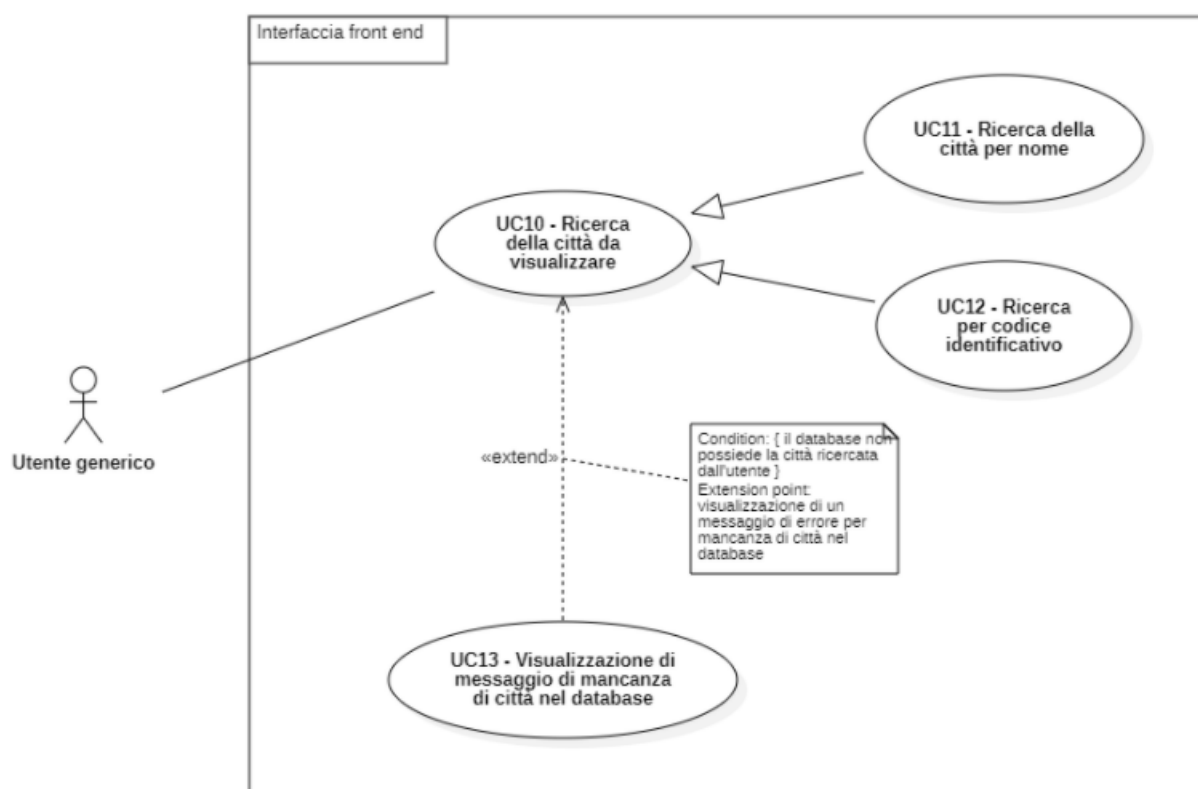 Interfaccia front end
UC11 - Ricerca della
città per nome
UC10 - Ricerca
della città da
visualizzare
UC12 - Ricerca
per codice
identificativo
Utente generico
«extend»
Condition: { il database non
possiede la città ricercata
dall'utente }
Extension point:
visualizzazione di un
messaggio di errore per
mancanza di città nel
database
UC13 - Visualizzazione di
messaggio di mancanza
di città nel database